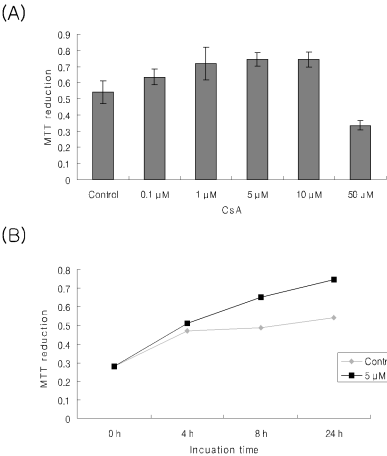 (A)
MTT reduction
0.9
0.8
0.7
0.6
0.5
0.4
0.3
0.2
0.1
0
Control 0.1 µM 1 µM 5 µM 10 µM 50 µM
CsA
(B)
MTT reduction
0.8
0.7
0.6
0.5
0.4
0.3
0.2
0.1
0
0 h 4 h 8 h 24 h
Incuation time
Contr
5 µM